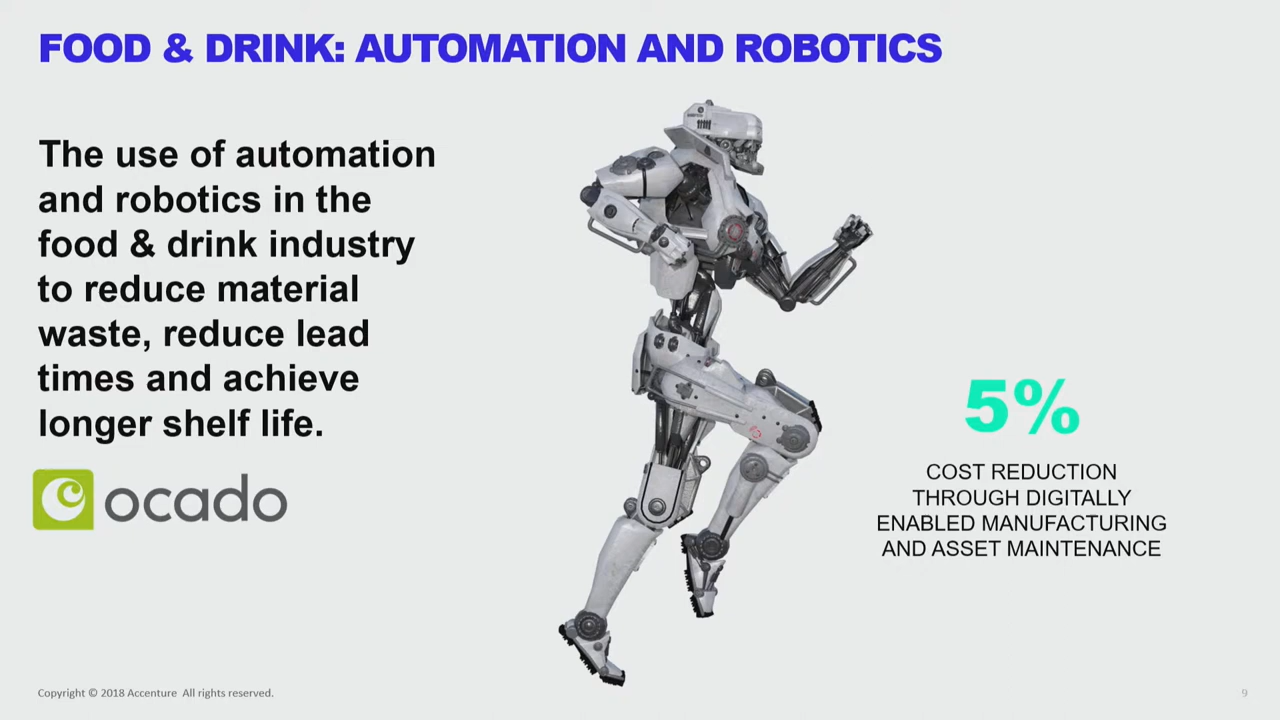 FOOD & DRINK: AUTOMATION AND ROBOTICS
The use of automation
and robotics in the
food & drink industry
to reduce material
waste, reduce lead
times and achieve
longer shelf life.
ocado
5%
COST REDUCTION
THROUGH DIGITALLY
ENABLED MANUFACTURING
AND ASSET MAINTENANCE
Copyright © 2018 Accenture All rights reserved.
9